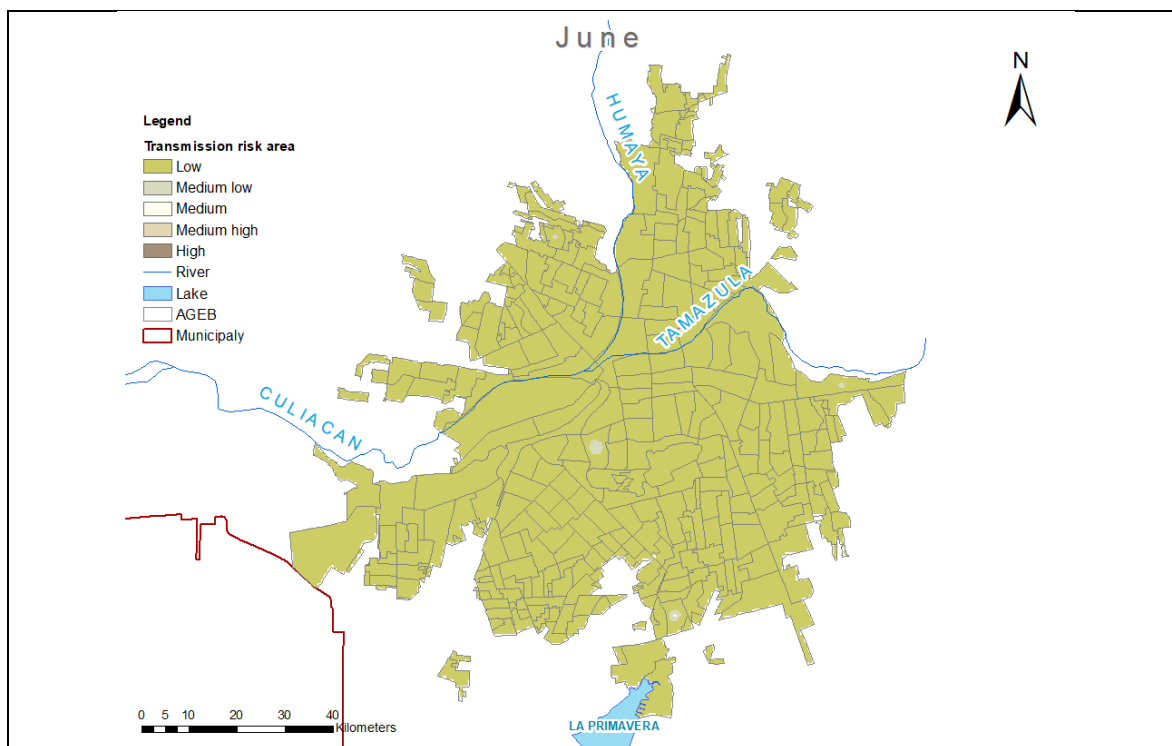 June
N
HUMAYA
Legend
Transmission risk area
Low
Medium low
Medium
Medium high
High
River
Lake
AGEB
Municipaly
TAMAZULA
CULIACAN
LA PRIMAVERA
0 5 10 20 30 40
Kilometers